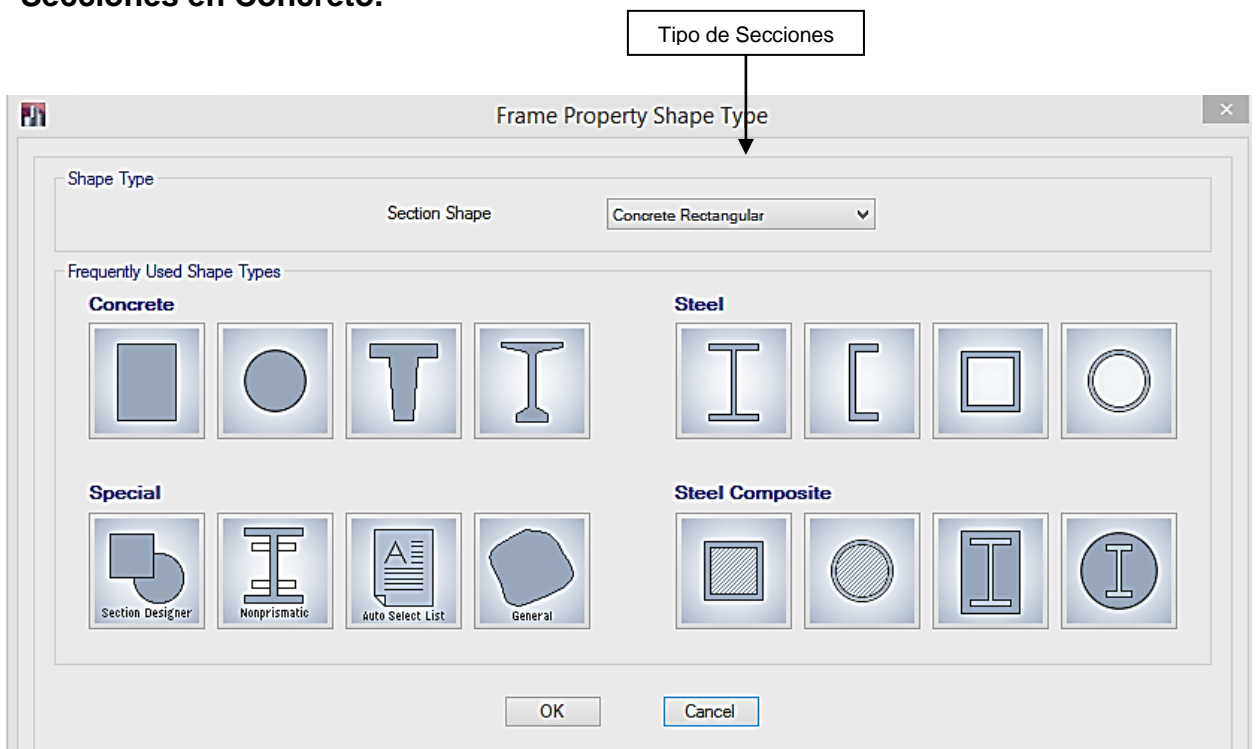 Secciones en Concreto.
Tipo de Secciones
Frame Property Shape Type
Shape Type
Section Shape
Concrete Rectangular
Frequently Used Shape Types
Concrete
Steel
Special
Steel Composite
Section Designer
Nonprismatic
Auto Select List
General
OK
Cancel